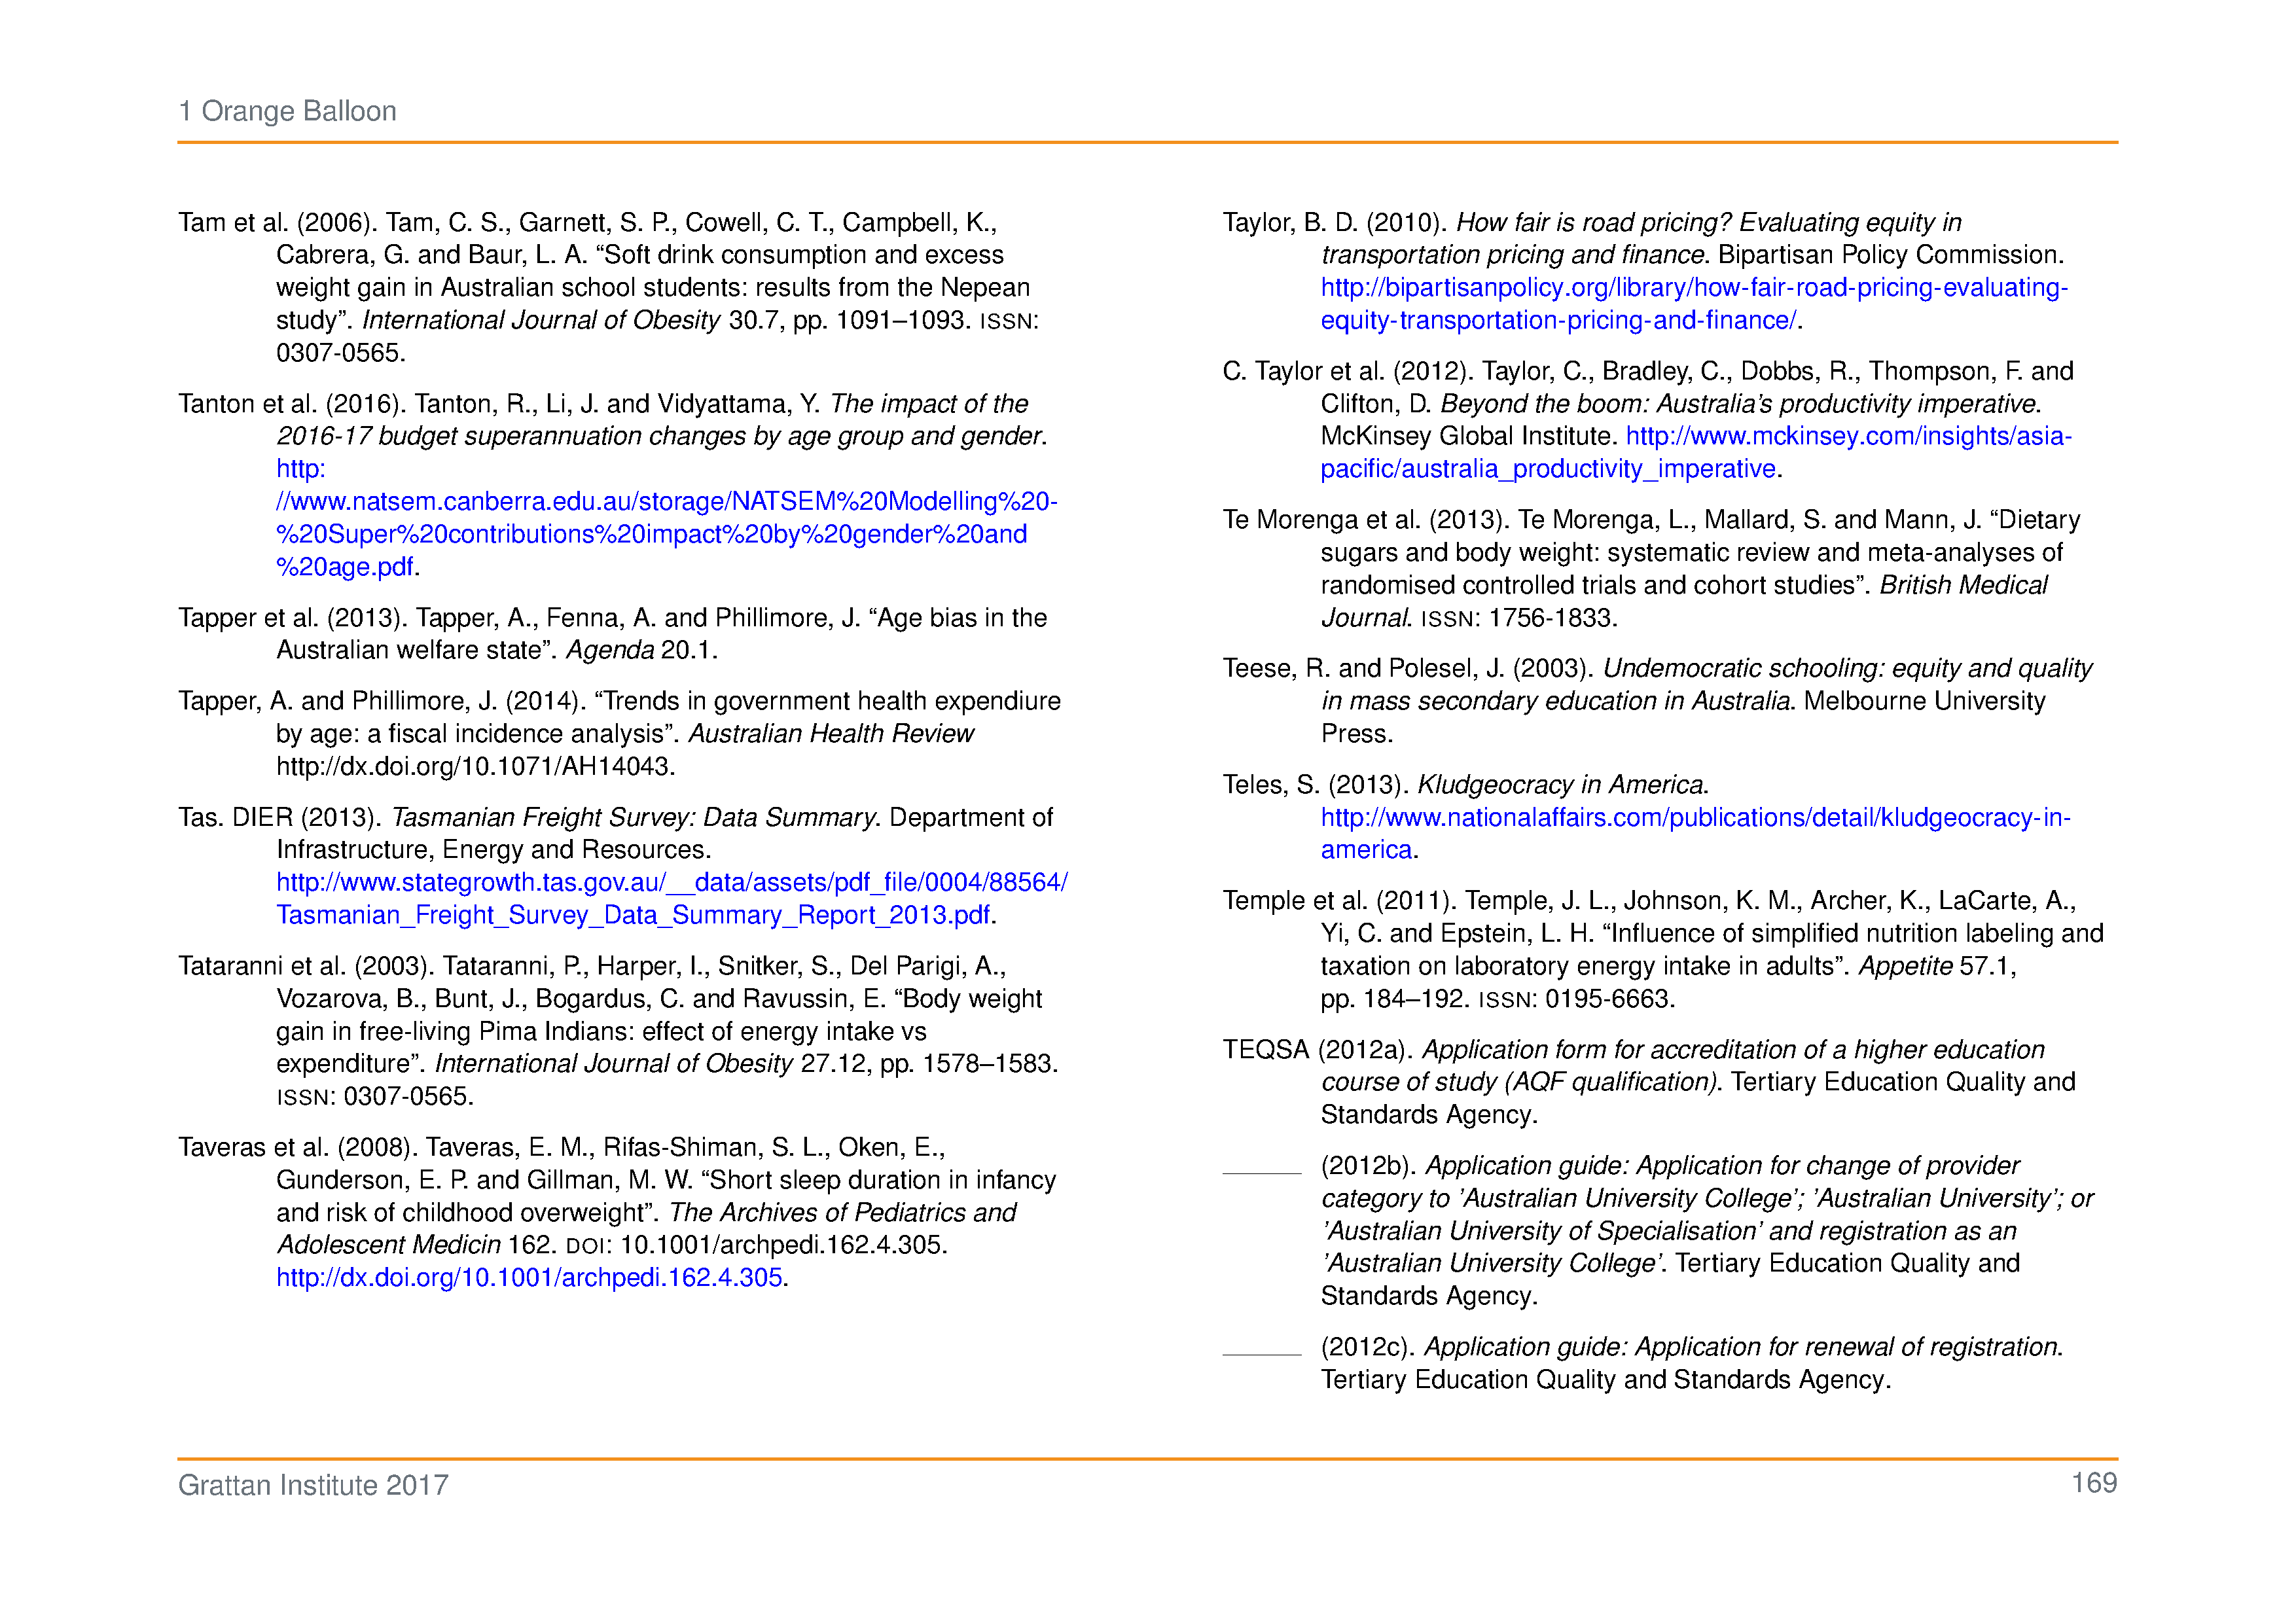 1 Orange Balloon
Tam et al. (2006). Tam, C. S., Garnett, S. P., Cowell, C. T., Campbell, K.,
Cabrera, G. and Baur, L. A. “Soft drink consumption and excess
weight gain in Australian school students: results from the Nepean
study”. International Journal of Obesity 30.7, pp. 1091–1093. ISSN:
0307-0565.
Tanton et al. (2016). Tanton, R., Li, J. and Vidyattama, Y. The impact of the
2016-17 budget superannuation changes by age group and gender.
http:
//www.natsem.canberra.edu.au/storage/NATSEM%20Modelling%20-
%20Super%20contributions%20impact%20by%20gender%20and
%20age.pdf.
Tapper et al. (2013). Tapper, A., Fenna, A. and Phillimore, J. “Age bias in the
Australian welfare state”. Agenda 20.1.
Tapper, A. and Phillimore, J. (2014). “Trends in government health expendiure
by age: a fiscal incidence analysis”. Australian Health Review
http://dx.doi.org/10.1071/AH14043.
Tas. DIER (2013). Tasmanian Freight Survey: Data Summary. Department of
Infrastructure, Energy and Resources.
http://www.stategrowth.tas.gov.au/__data/assets/pdf_file/0004/88564/
Tasmanian_Freight_Survey_Data_Summary_Report_2013.pdf.
Tataranni et al. (2003). Tataranni, P., Harper, I., Snitker, S., Del Parigi, A.,
Vozarova, B., Bunt, J., Bogardus, C. and Ravussin, E. “Body weight
gain in free-living Pima Indians: effect of energy intake vs
expenditure”. International Journal of Obesity 27.12, pp. 1578–1583.
ISSN: 0307-0565.
Taveras et al. (2008). Taveras, E. M., Rifas-Shiman, S. L., Oken, E.,
Gunderson, E. P. and Gillman, M. W. “Short sleep duration in infancy
and risk of childhood overweight”. The Archives of Pediatrics and
Adolescent Medicin 162. DOI: 10.1001/archpedi.162.4.305.
http://dx.doi.org/10.1001/archpedi.162.4.305.
Taylor, B. D. (2010). How fair is road pricing? Evaluating equity in
transportation pricing and finance. Bipartisan Policy Commission.
http://bipartisanpolicy.org/library/how-fair-road-pricing-evaluating-
equity-transportation-pricing-and-finance/.
C. Taylor et al. (2012). Taylor, C., Bradley, C., Dobbs, R., Thompson, F. and
Clifton, D. Beyond the boom: Australia’s productivity imperative.
McKinsey Global Institute. http://www.mckinsey.com/insights/asia-
pacific/australia_productivity_imperative.
Te Morenga et al. (2013). Te Morenga, L., Mallard, S. and Mann, J. “Dietary
sugars and body weight: systematic review and meta-analyses of
randomised controlled trials and cohort studies”. British Medical
Journal. ISSN: 1756-1833.
Teese, R. and Polesel, J. (2003). Undemocratic schooling: equity and quality
in mass secondary education in Australia. Melbourne University
Press.
Teles, S. (2013). Kludgeocracy in America.
http://www.nationalaffairs.com/publications/detail/kludgeocracy-in-
america.
Temple et al. (2011). Temple, J. L., Johnson, K. M., Archer, K., LaCarte, A.,
Yi, C. and Epstein, L. H. “Influence of simplified nutrition labeling and
taxation on laboratory energy intake in adults”. Appetite 57.1,
pp. 184–192. ISSN: 0195-6663.
TEQSA (2012a). Application form for accreditation of a higher education
course of study (AQF qualification). Tertiary Education Quality and
Standards Agency.
______ (2012b). Application guide: Application for change of provider
category to ’Australian University College’; ’Australian University’; or
’Australian University of Specialisation’ and registration as an
’Australian University College’. Tertiary Education Quality and
Standards Agency.
______ (2012c). Application guide: Application for renewal of registration.
Tertiary Education Quality and Standards Agency.
Grattan Institute 2017
169